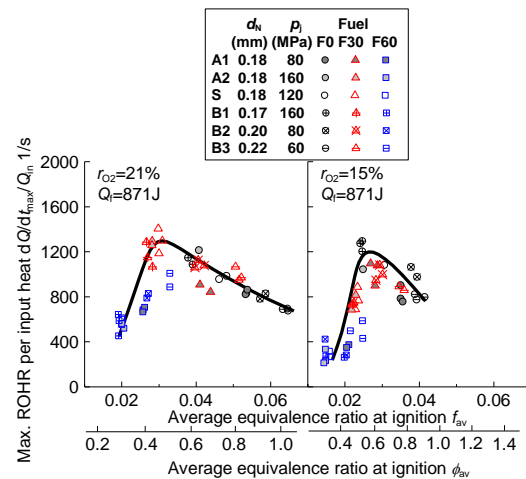 d_N p_j Fuel
(mm) (MPa) F0 F30 F60
A1 0.18 80
A2 0.18 160
S 0.18 120
B1 0.17 160
B2 0.20 80
B3 0.22 60
Max. ROHR per input heat dQ/dt_max/Q_in 1/s
2000
1600
1200
800
400
0
r_O2=21%
Q_f=871J
r_O2=15%
Q_f=871J
0.02 0.04 0.06 0.02 0.04 0.06
Average equivalence ratio at ignition f_av
0.2 0.4 0.6 0.8 1.0 0.4 0.6 0.8 1.0 1.2 1.4
Average equivalence ratio at ignition ϕ_av